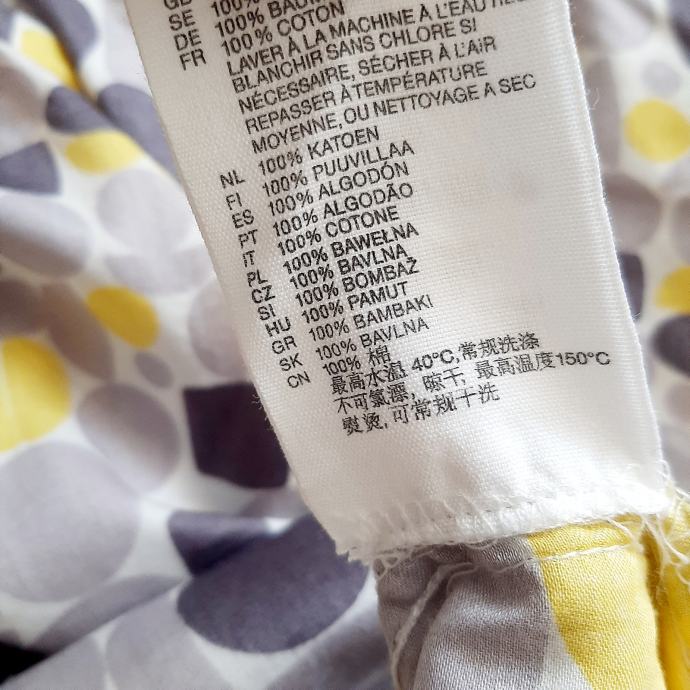 GB 100%
SE 100% BAUM
DE 100% COTON
FR LAVER À LA MACHINE À L'EAU
BLANCHIR SANS CHLORE SI
NÉCESSAIRE, SÉCHER À L'AIR
REPASSER À TEMPÉRATURE
MOYENNE, OU NETTOYAGE A SEC
NL 100% KATOEN
FI 100% PUUVILLAA
ES 100% ALGODÓN
PT 100% ALGODÃO
IT 100% COTONE
PL 100% BAWEŁNA
CZ 100% BAVLNA
SI 100% BOMBAŽ
HU 100% PAMUT
GR 100% BAMBAKI
SK 100% BAVLNA
CN 100% 棉
最高水温 40°C,常规洗涤
不可氯漂, 晾干, 最高温度150°C
熨烫, 可常规干洗